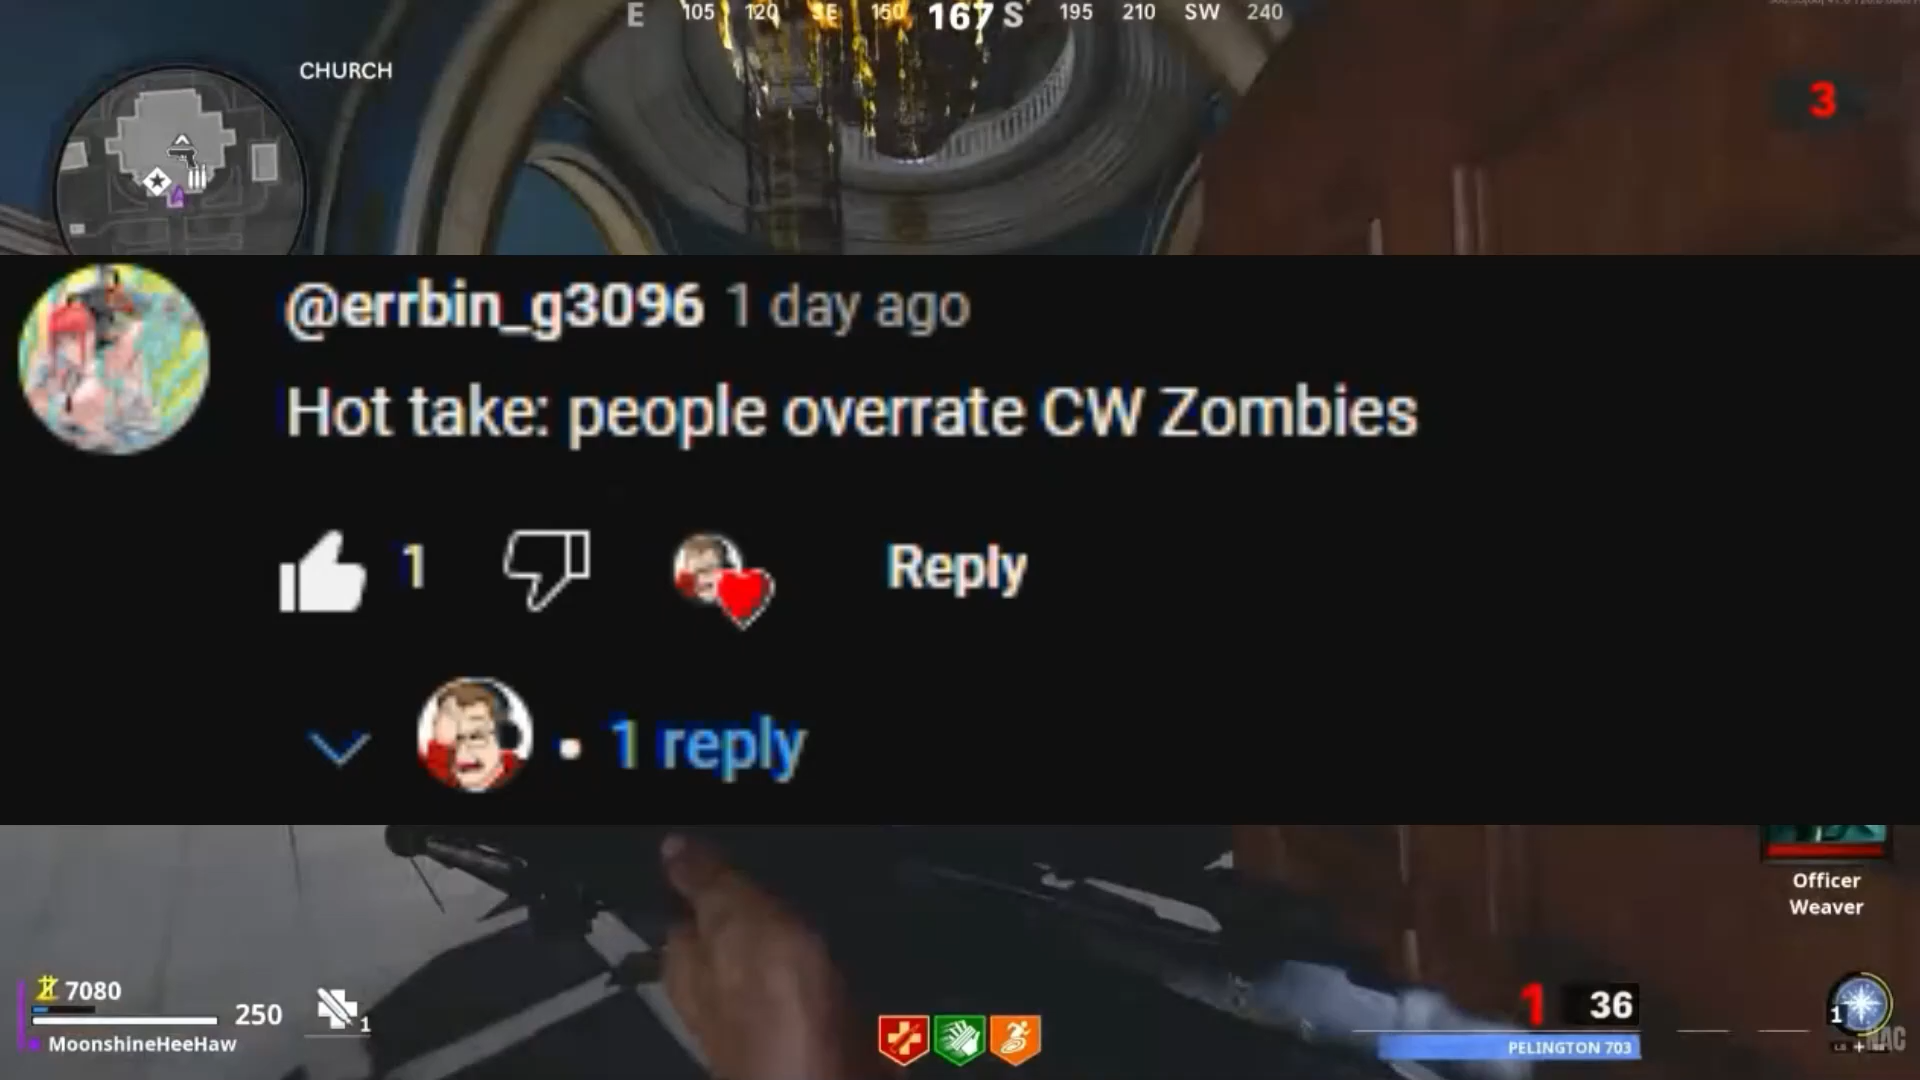 E 105 120 SE 150 167 S 195 210 SW 240
CHURCH
3
@errbin_g3096 1 day ago
Hot take: people overrate CW Zombies
1 Reply
1 reply
Officer
Weaver
7080
250
1
MoonshineHeeHaw
1 36
1
PELINGTON 703
NAC